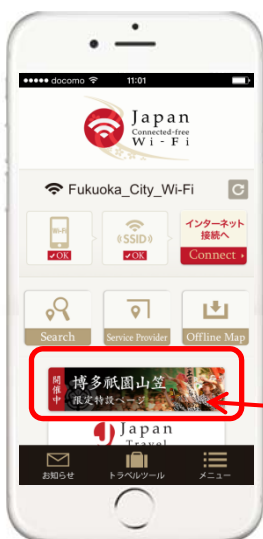 docomo 11:01
Japan
Connected-free
Wi-Fi
Fukuoka_City_Wi-Fi
Wi-Fi
OK
SSID
OK
インターネット
接続へ
Connect
Search
Service Provider
Offline Map
開催中
博多祇園山笠
限定特設ページ
Japan
Travel
お知らせ
トラベルツール
メニュー